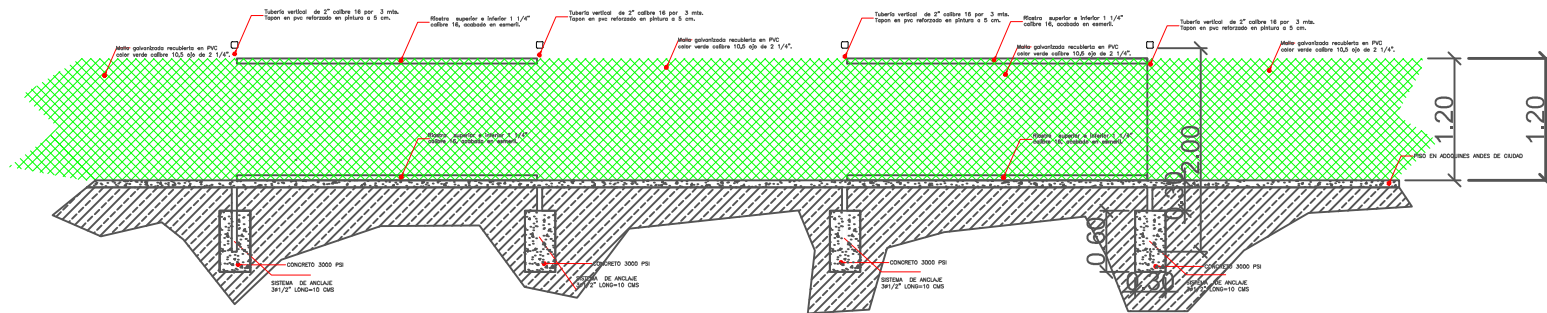 Tuberia vertical de 2" calibre 16 por 3 mts.
Tapon en pvc reforzado en pintura a 5 cm.
Riostra superior e inferior 1 1/4"
calibre 16, acabado en esmeril.
Malla galvanizada recubierta en PVC
color verde calibre 10,5 ojo de 2 1/4".
Tuberia vertical de 2" calibre 16 por 3 mts.
Tapon en pvc reforzado en pintura a 5 cm.
Malla galvanizada recubierta en PVC
color verde calibre 10,5 ojo de 2 1/4".
Tuberia vertical de 2" calibre 16 por 3 mts.
Tapon en pvc reforzado en pintura a 5 cm.
Riostra superior e inferior 1 1/4"
calibre 16, acabado en esmeril.
Malla galvanizada recubierta en PVC
color verde calibre 10,5 ojo de 2 1/4".
Tuberia vertical de 2" calibre 16 por 3 mts.
Tapon en pvc reforzado en pintura a 5 cm.
Malla galvanizada recubierta en PVC
color verde calibre 10,5 ojo de 2 1/4".
Riostra superior e inferior 1 1/4"
calibre 16, acabado en esmeril.
Riostra superior e inferior 1 1/4"
calibre 16, acabado en esmeril.
1.20
1.20
2.00
0.30
0.60
0.30
PISO EN ADOQUINES ANDES DE CIUDAD
CONCRETO 3000 PSI
SISTEMA DE ANCLAJE
3#1/2" LONG=10 CMS
CONCRETO 3000 PSI
SISTEMA DE ANCLAJE
3#1/2" LONG=10 CMS
CONCRETO 3000 PSI
SISTEMA DE ANCLAJE
3#1/2" LONG=10 CMS
CONCRETO 3000 PSI
SISTEMA DE ANCLAJE
3#1/2" LONG=10 CMS